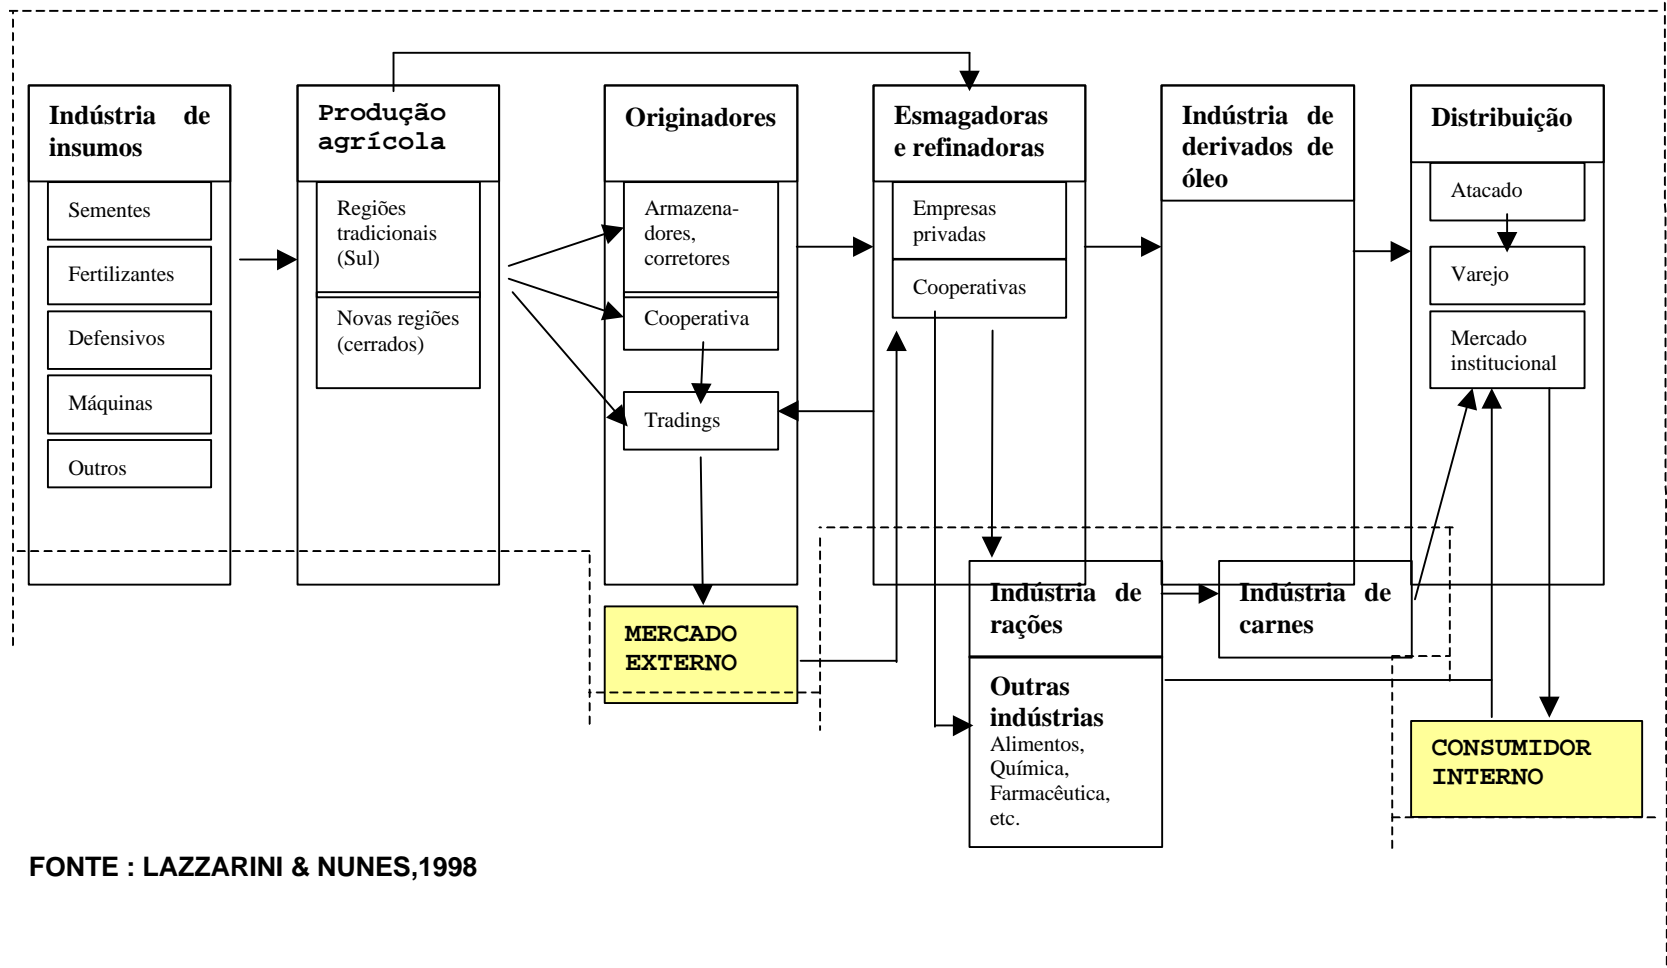 Indústria de
insumos
Sementes
Fertilizantes
Defensivos
Máquinas
Outros
Produção
agrícola
Regiões
tradicionais
(Sul)
Novas regiões
(cerrados)
Originadores
Armazena-
dores,
corretores
Cooperativa
Tradings
MERCADO
EXTERNO
Esmagadoras
e refinadoras
Empresas
privadas
Cooperativas
Indústria de
derivados de
óleo
Distribuição
Atacado
Varejo
Mercado
institucional
Indústria de
rações
Indústria de
carnes
Outras
indústrias
Alimentos,
Química,
Farmacêutica,
etc.
CONSUMIDOR
INTERNO
FONTE : LAZZARINI & NUNES,1998